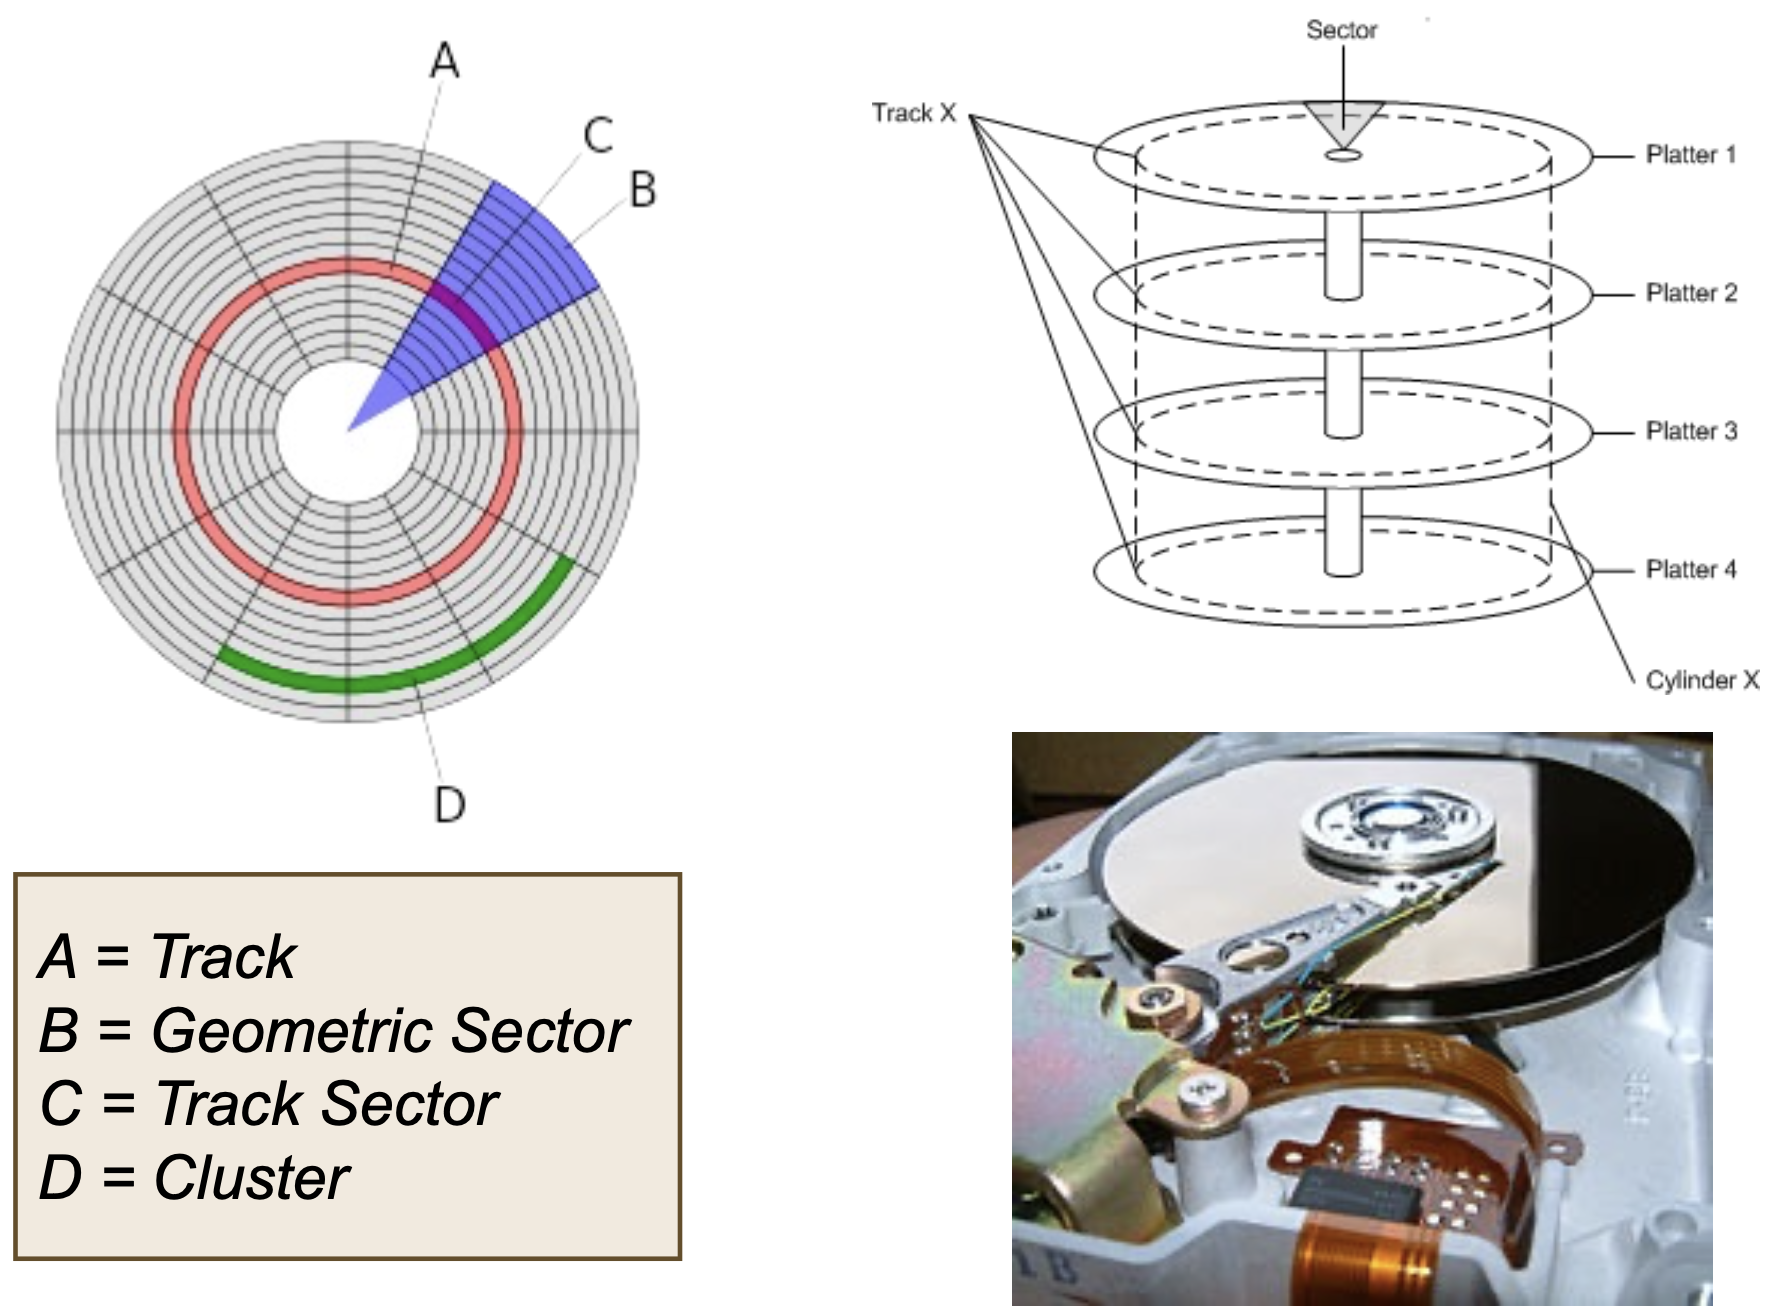 A
C
B
D
A = Track
B = Geometric Sector
C = Track Sector
D = Cluster
Sector
Track X
Platter 1
Platter 2
Platter 3
Platter 4
Cylinder X